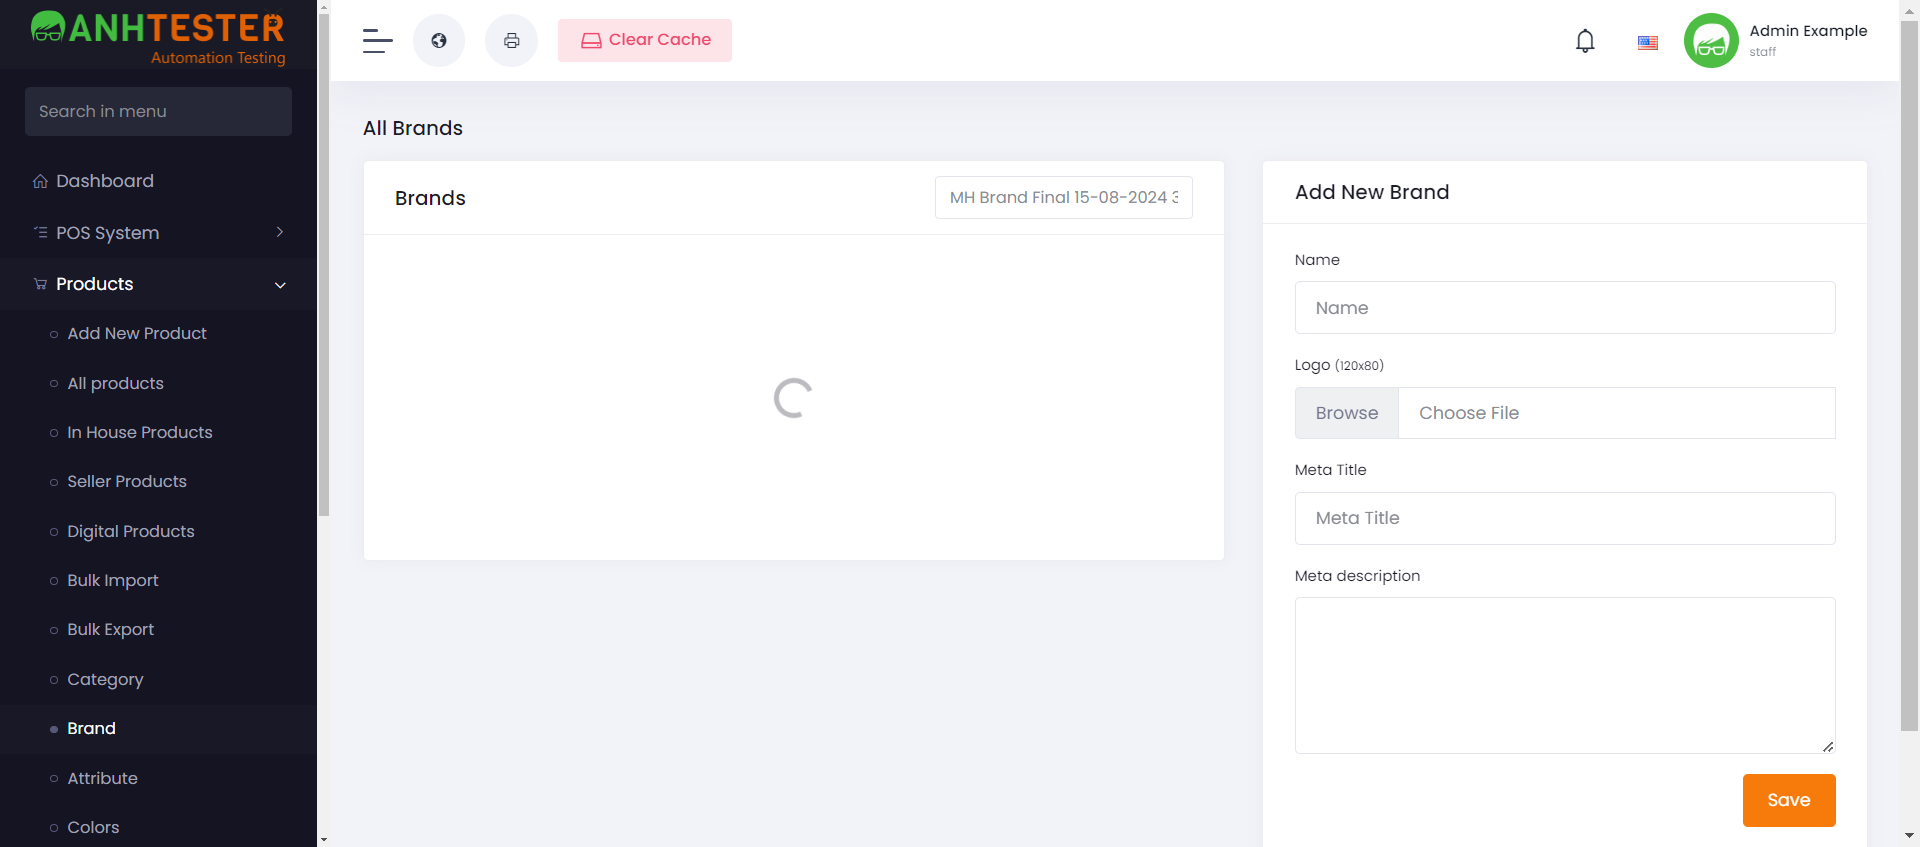 ANHTESTER
Automation Testing
Search in menu
Dashboard
POS System
Products
Add New Product
All products
In House Products
Seller Products
Digital Products
Bulk Import
Bulk Export
Category
Brand
Attribute
Colors
Clear Cache
Admin Example
staff
All Brands
Brands
MH Brand Final 15-08-2024
Add New Brand
Name
Name
Logo (120x80)
Browse
Choose File
Meta Title
Meta Title
Meta description
Save